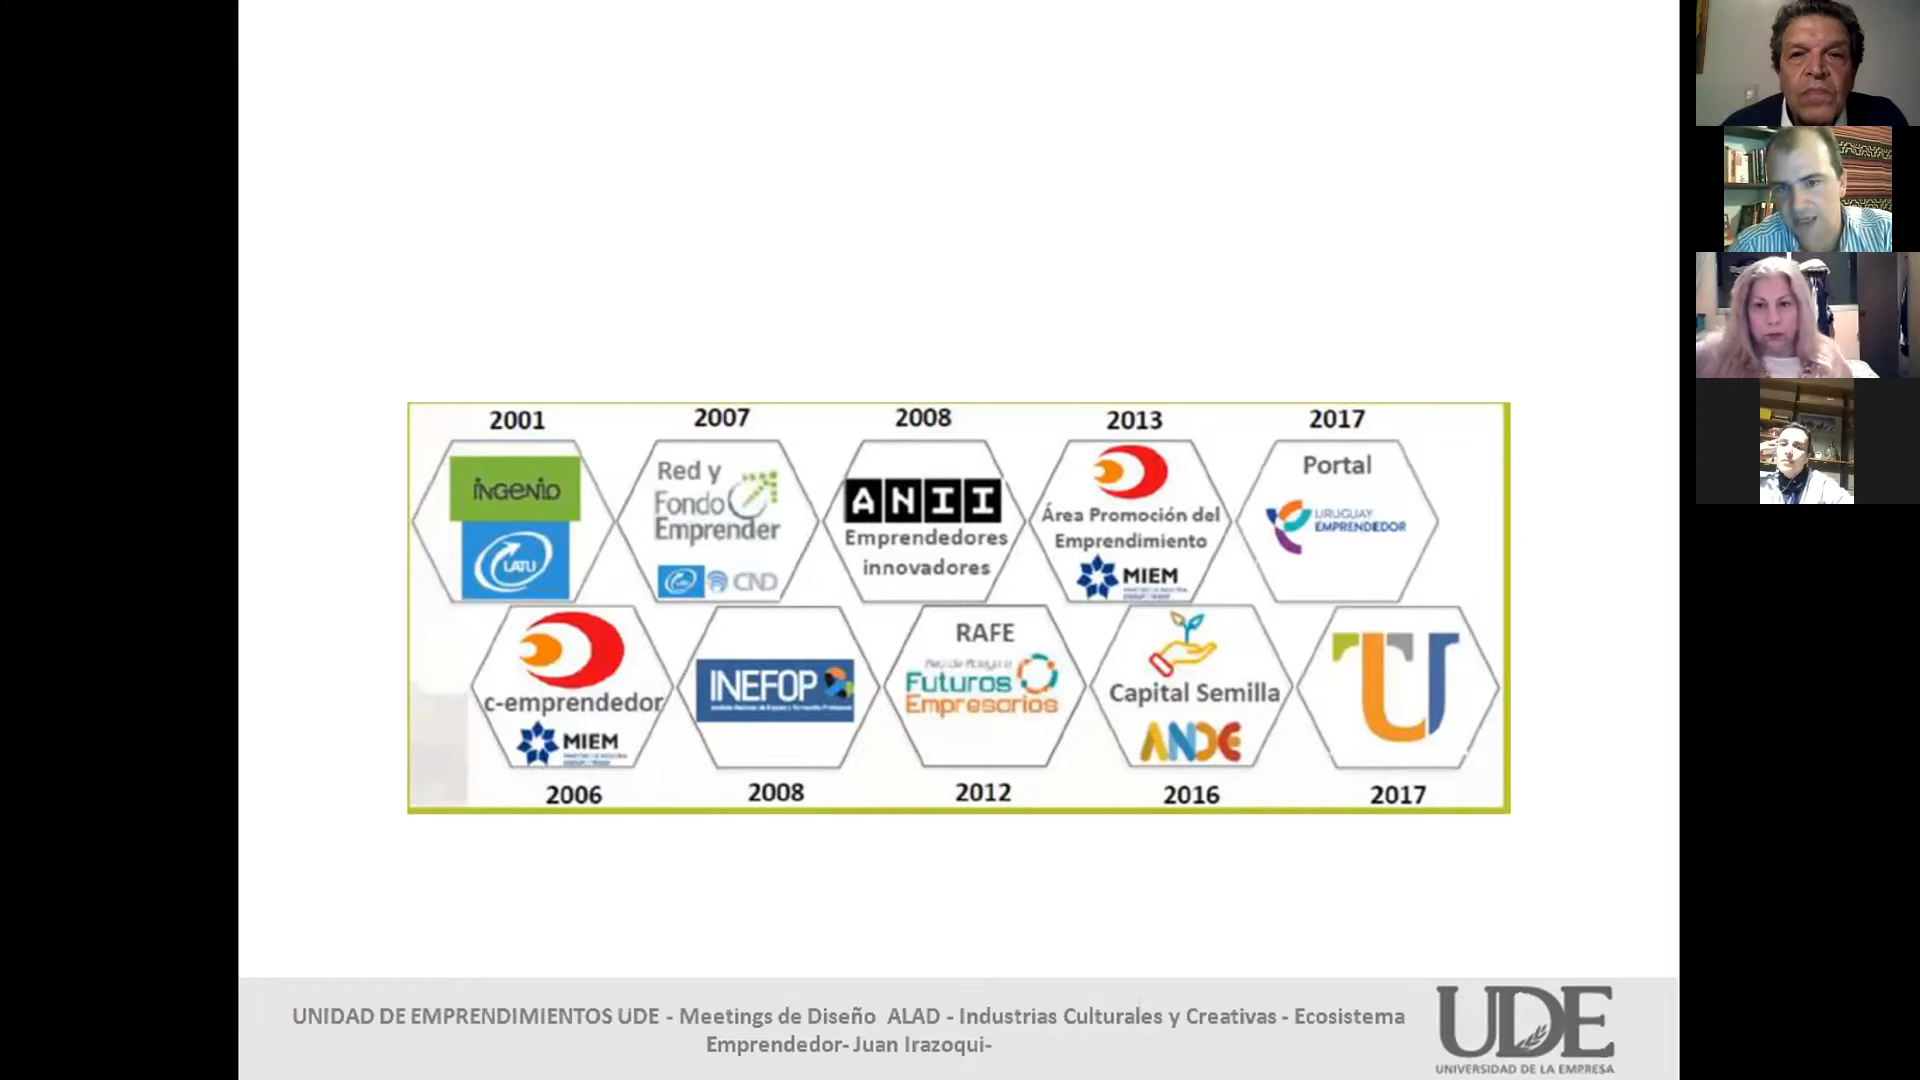 2001
2007
2008
2013
2017
ingenio
LATU
Red y
Fondo
Emprender
CND
ANII
Emprendedores
innovadores
Área Promoción del
Emprendimiento
MIEM
Portal
URUGUAY
EMPRENDEDOR
c-emprendedor
MIEM
INEFOP
RAFE
Futuros
Empresarios
Capital Semilla
ANDE
2006
2008
2012
2016
2017
UNIDAD DE EMPRENDIMIENTOS UDE - Meetings de Diseño ALAD - Industrias Culturales y Creativas - Ecosistema
Emprendedor- Juan Irazoqui-
UDE
UNIVERSIDAD DE LA EMPRESA